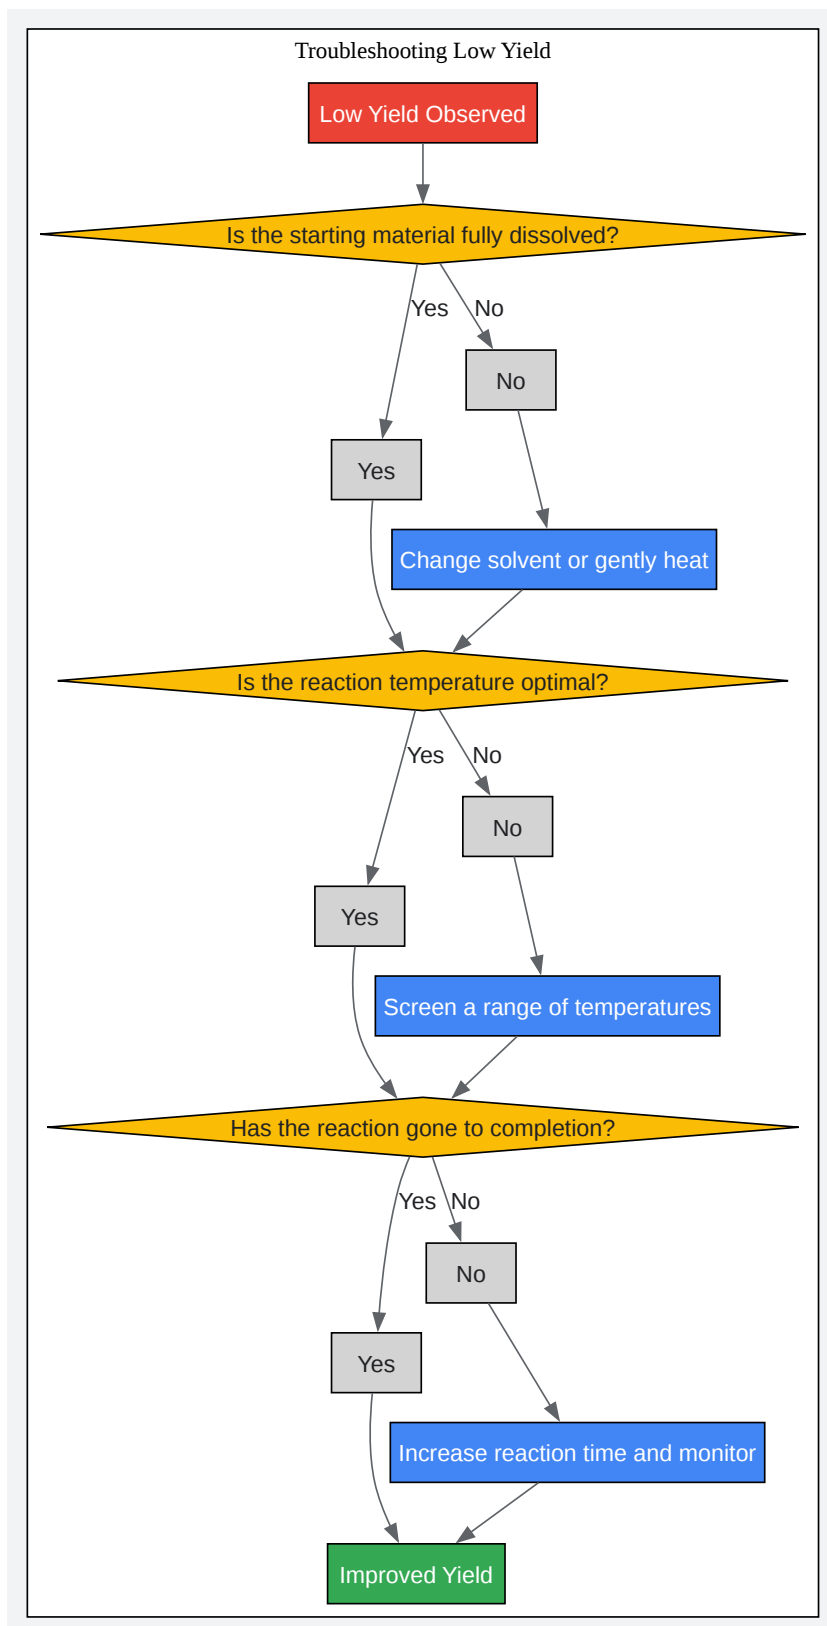 Troubleshooting Low Yield
Low Yield Observed
Is the starting material fully dissolved?
Yes
No
No
Yes
Change solvent or gently heat
Is the reaction temperature optimal?
Yes
No
No
Yes
Screen a range of temperatures
Has the reaction gone to completion?
Yes
No
No
Yes
Increase reaction time and monitor
Improved Yield